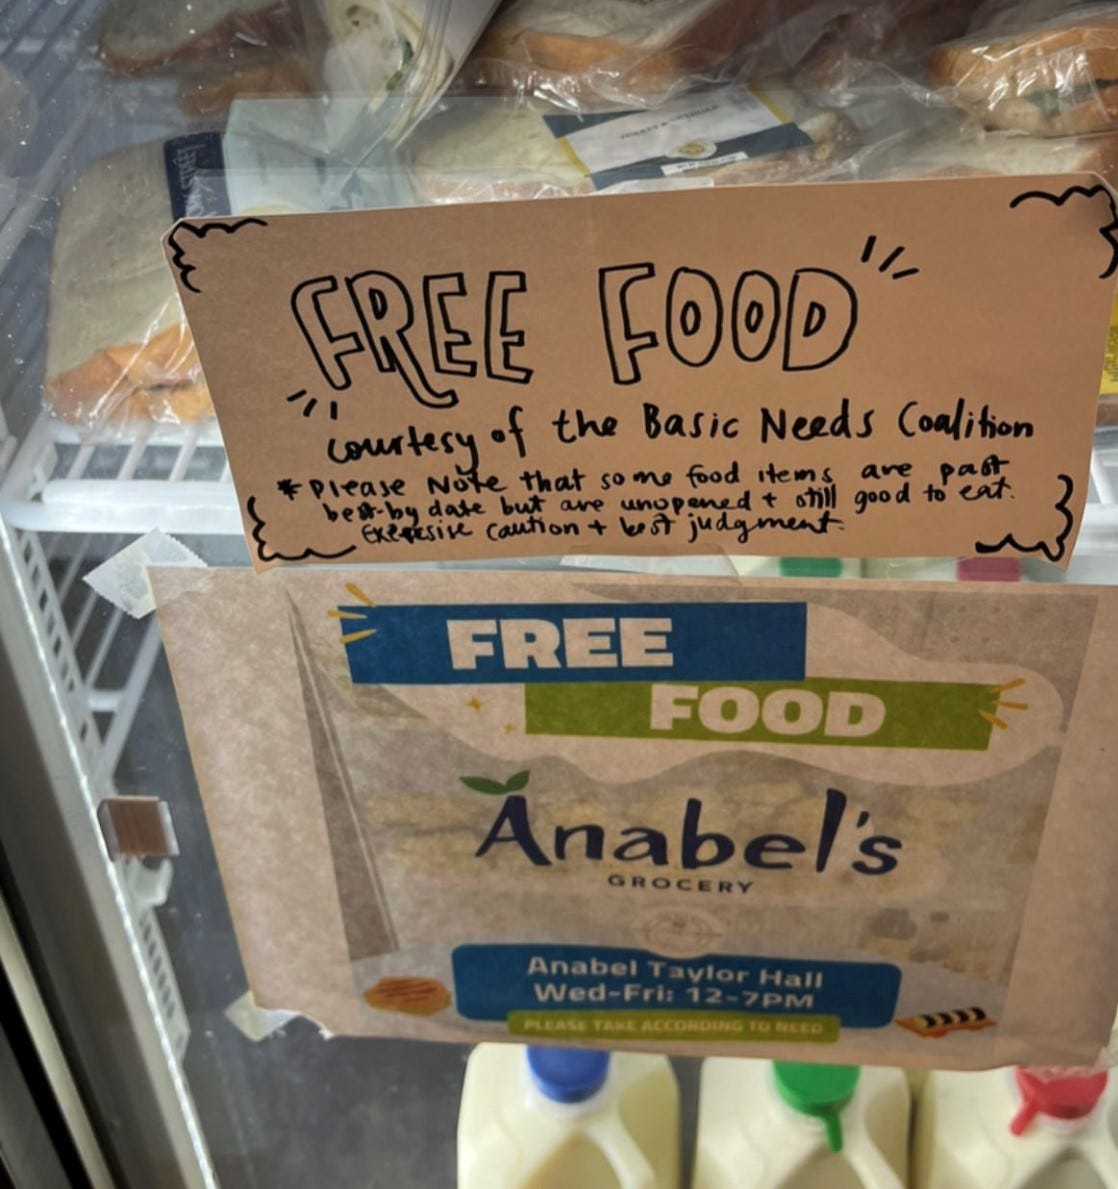 FREE FOOD
courtesy of the Basic Needs Coalition
* Please Note that some food items are past
best-by date but are unopened + still good to eat.
Exercise caution + best judgment.
FREE
FOOD
Anabel's
GROCERY
Anabel Taylor Hall
Wed-Fri: 12-7PM
PLEASE TAKE ACCORDING TO NEED